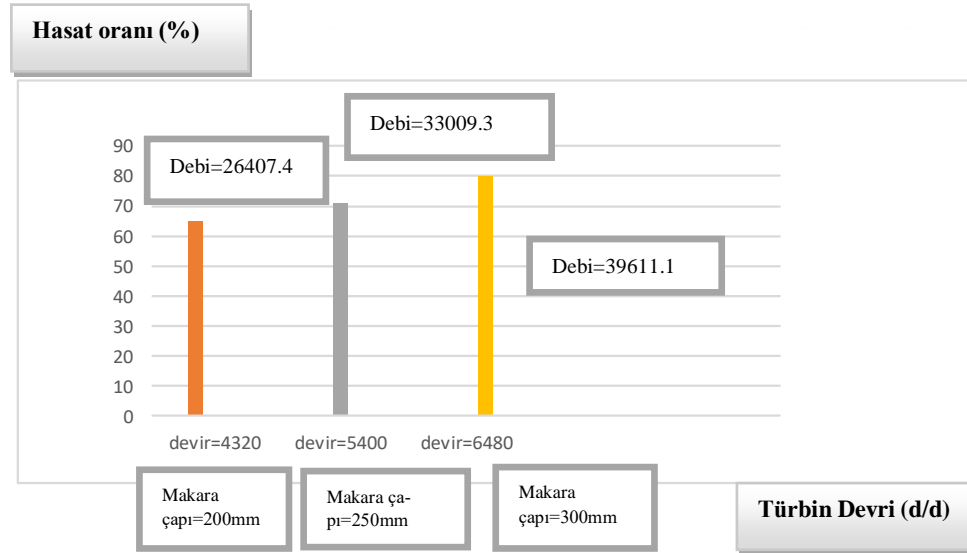 Hasat oranı (%)
Debi=33009.3
Debi=26407.4
Debi=39611.1
90
80
70
60
50
40
30
20
10
0
devir=4320
devir=5400
devir=6480
Makara
çapı=200mm
Makara ça-
pı=250mm
Makara
çapı=300mm
Türbin Devri (d/d)